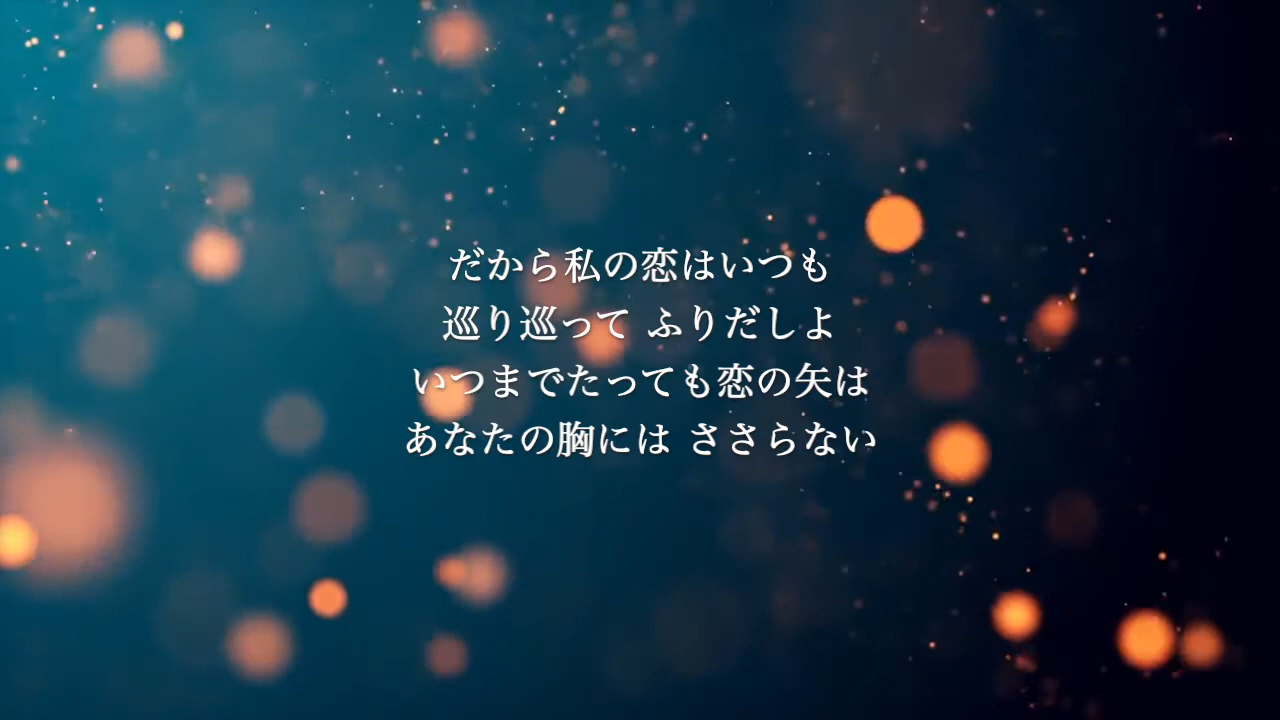 だから私の恋はいつも
巡り巡って ふりだしよ
いつまでたっても恋の矢は
あなたの胸には ささらない